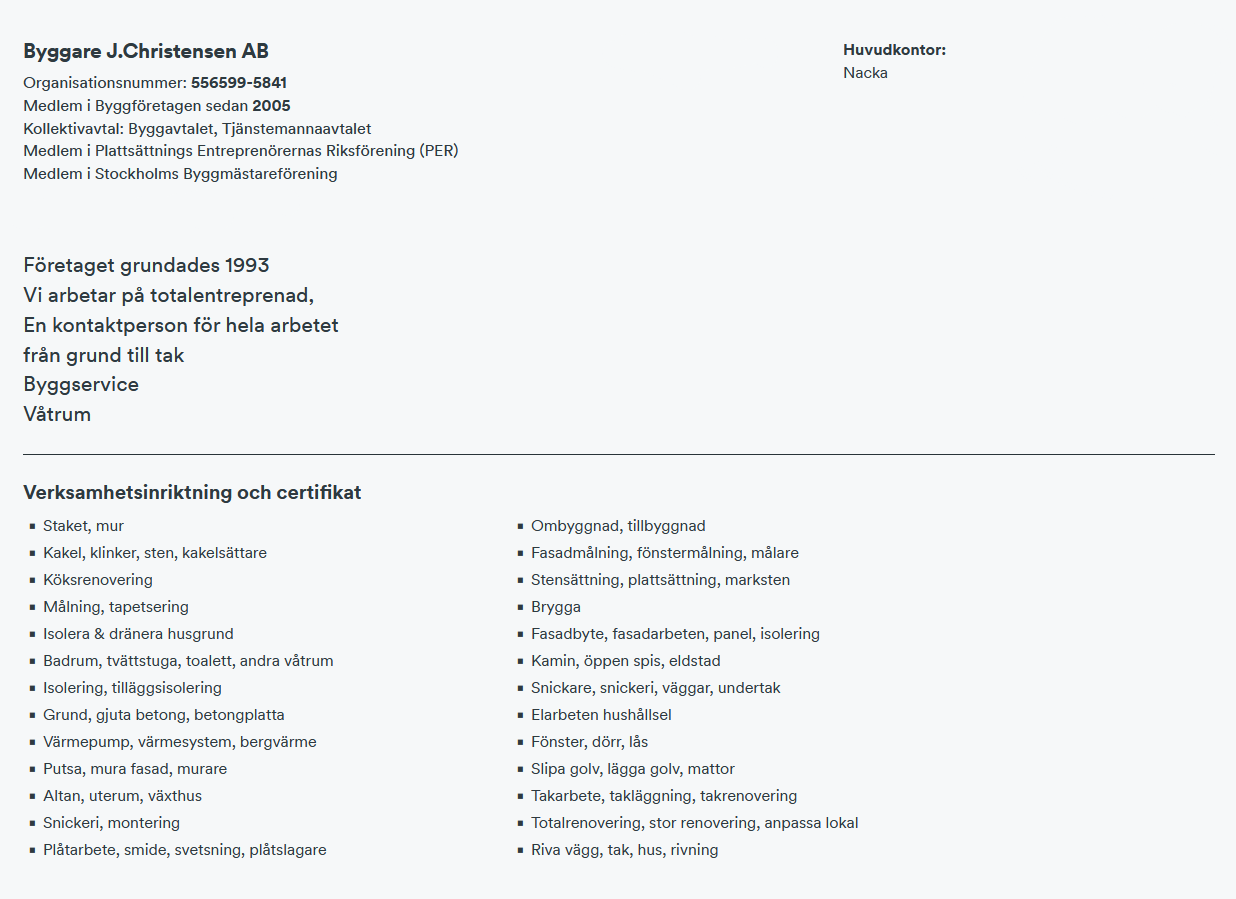 Byggare J.Christensen AB
Organisationsnummer: 556599-5841
Medlem i Byggföretagen sedan 2005
Kollektivavtal: Byggavtalet, Tjänstemannaavtalet
Medlem i Plattsättnings Entreprenörernas Riksförening (PER)
Medlem i Stockholms Byggmästareförening
Huvudkontor:
Nacka
Företaget grundades 1993
Vi arbetar på totalentreprenad,
En kontaktperson för hela arbetet
från grund till tak
Byggservice
Våtrum
Verksamhetsinriktning och certifikat
Staket, mur
Kakel, klinker, sten, kakelsättare
Köksrenovering
Målning, tapetsering
Isolera & dränera husgrund
Badrum, tvättstuga, toalett, andra våtrum
Isolering, tilläggsisolering
Grund, gjuta betong, betongplatta
Värmepump, värmesystem, bergvärme
Putsa, mura fasad, murare
Altan, uterum, växthus
Snickeri, montering
Plåtarbete, smide, svetsning, plåtslagare
Ombyggnad, tillbyggnad
Fasadmålning, fönstermålning, målare
Stensättning, plattsättning, marksten
Brygga
Fasadbyte, fasadarbeten, panel, isolering
Kamin, öppen spis, eldstad
Snickare, snickeri, väggar, undertak
Elarbeten hushållsel
Fönster, dörr, lås
Slipa golv, lägga golv, mattor
Takarbete, takläggning, takrenovering
Totalrenovering, stor renovering, anpassa lokal
Riva vägg, tak, hus, rivning